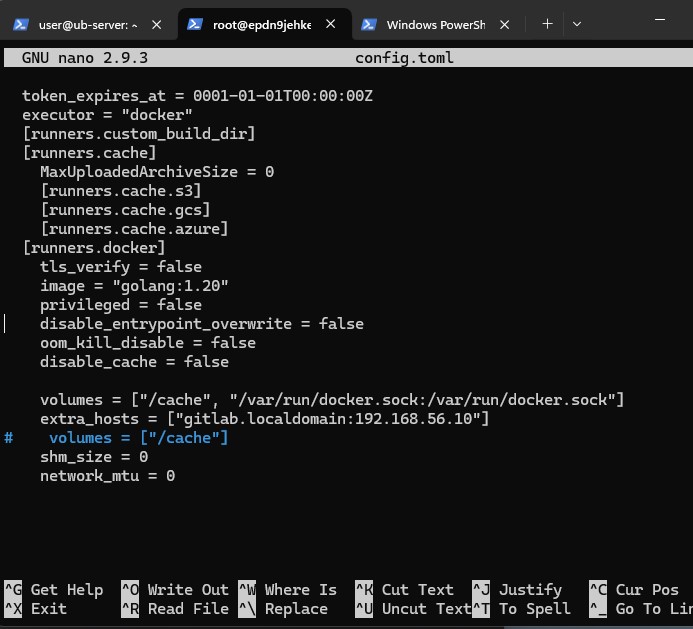 user@ub-server: ~
root@epdn9jehke
Windows PowerSh
GNU nano 2.9.3 config.toml
token_expires_at = 0001-01-01T00:00:00Z
executor = "docker"
[runners.custom_build_dir]
[runners.cache]
MaxUploadedArchiveSize = 0
[runners.cache.s3]
[runners.cache.gcs]
[runners.cache.azure]
[runners.docker]
tls_verify = false
image = "golang:1.20"
privileged = false
disable_entrypoint_overwrite = false
oom_kill_disable = false
disable_cache = false
volumes = ["/cache", "/var/run/docker.sock:/var/run/docker.sock"]
extra_hosts = ["gitlab.localdomain:192.168.56.10"]
#    volumes = ["/cache"]
shm_size = 0
network_mtu = 0
^G Get Help ^O Write Out ^W Where Is ^K Cut Text ^J Justify ^C Cur Pos
^X Exit ^R Read File ^\ Replace ^U Uncut Text ^T To Spell ^_ Go To Lin